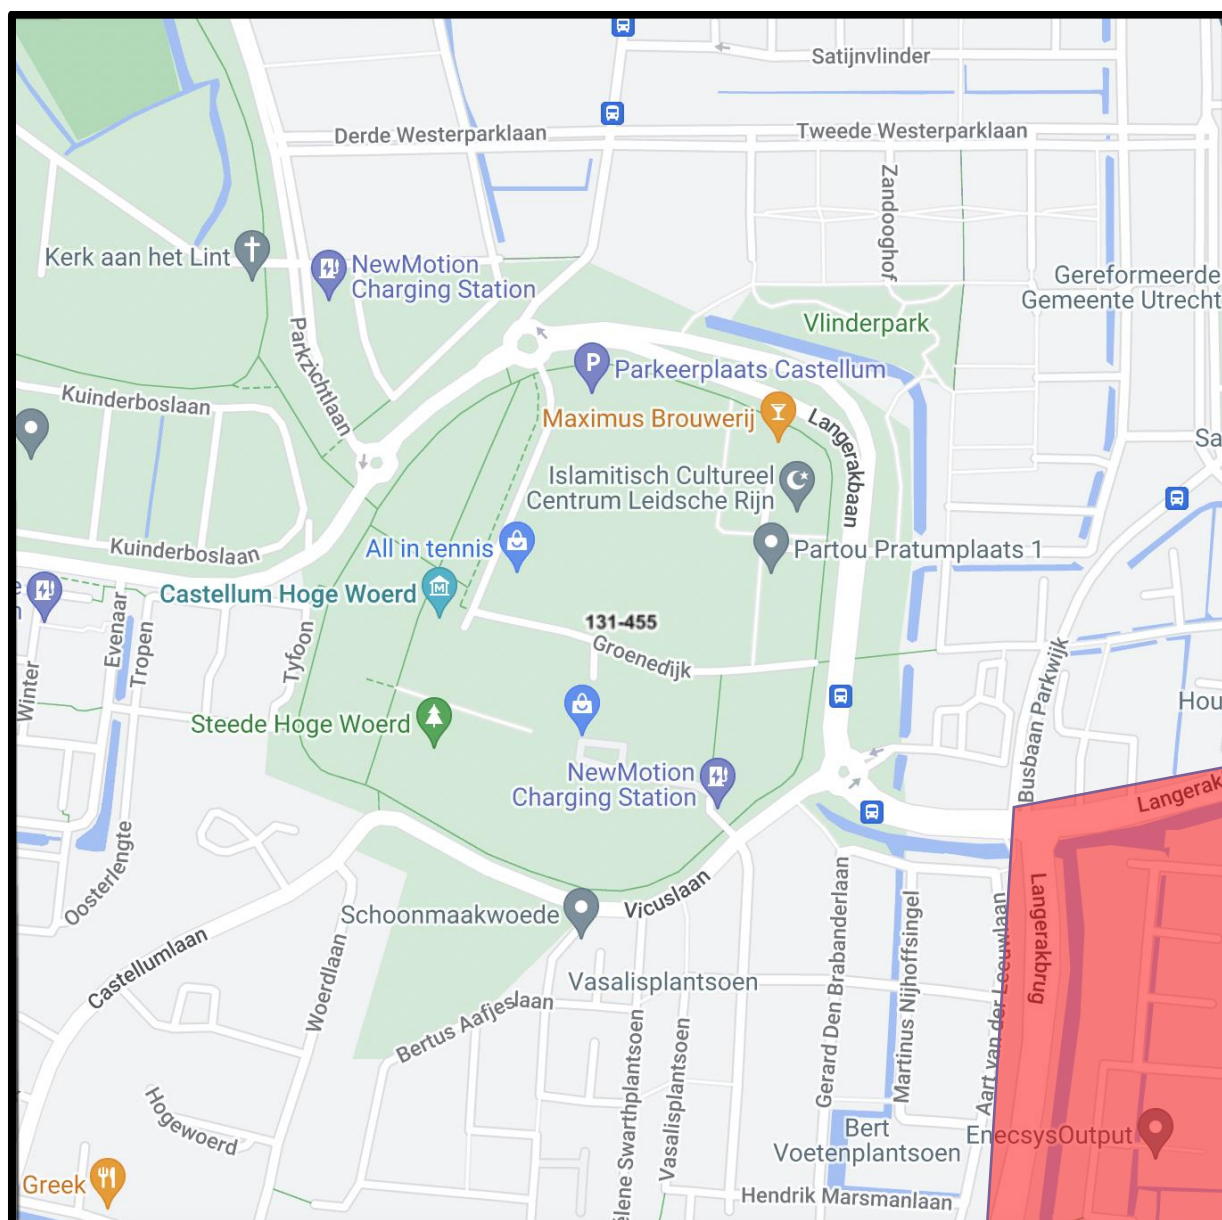 Satijnvlinder
Derde Westerparklaan
Tweede Westerparklaan
Zandooghof
Kerk aan het Lint
NewMotion
Charging Station
Gereformeerde
Gemeente Utrecht
Vlinderpark
Parkzichtlaan
P
Parkeerplaats Castellum
Kuinderboslaan
Maximus Brouwerij
Langerakbaan
Sa
Islamitisch Cultureel
Centrum Leidsche Rijn
Kuinderboslaan
All in tennis
Partou Pratumplaats 1
e
n
M
Castellum Hoge Woerd
131-455
Groenedijk
Evenaar
Tropen
Tyfoon
Winter
Busbaan Parkwijk
Hou
Steede Hoge Woerd
NewMotion
Charging Station
Langerak
Oosterlengte
Schoonmaakwoede
Vicuslaan
Gerard Den Brabanderlaan
Martinus Nijhoffsingel
Aart van der Leeuwlaan
Langerakbrug
Castellumlaan
Woerdlaan
Vasalisplantsoen
Bertus Aafjeslaan
élene Swarthplantsoen
Vasalisplantsoen
Hogewoerd
Bert
Voetenplantsoen
EnecsysOutput
Greek
Hendrik Marsmanlaan